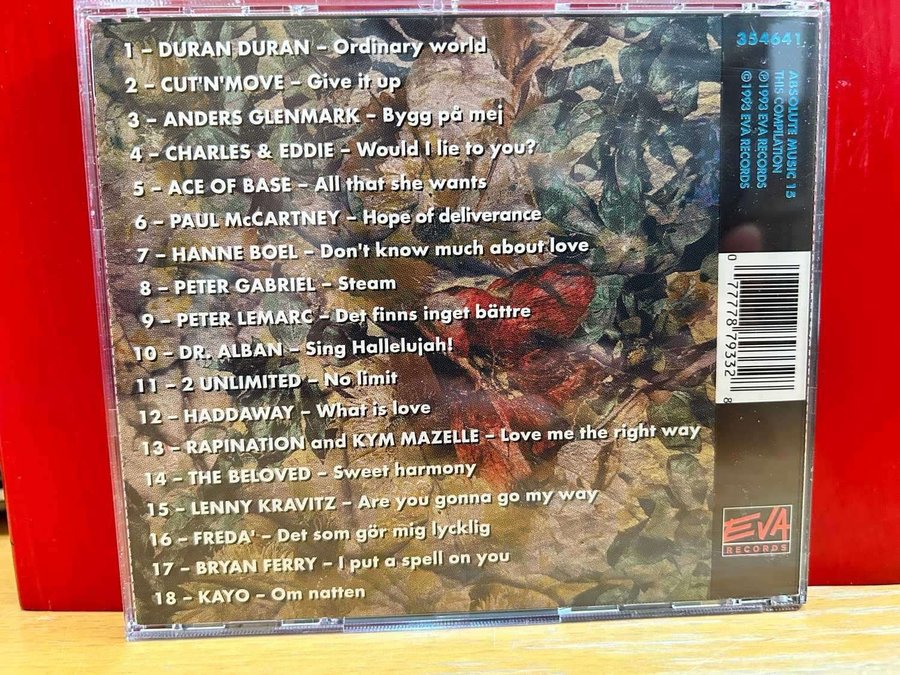 1 – DURAN DURAN – Ordinary world
2 – CUT'N'MOVE – Give it up
3 – ANDERS GLENMARK – Bygg på mej
4 – CHARLES & EDDIE – Would I lie to you?
5 – ACE OF BASE – All that she wants
6 – PAUL McCARTNEY – Hope of deliverance
7 – HANNE BOEL – Don't know much about love
8 – PETER GABRIEL – Steam
9 – PETER LEMARC – Det finns inget bättre
10 – DR. ALBAN – Sing Hallelujah!
11 – 2 UNLIMITED – No limit
12 – HADDAWAY – What is love
13 – RAPINATION and KYM MAZELLE – Love me the right way
14 – THE BELOVED – Sweet harmony
15 – LENNY KRAVITZ – Are you gonna go my way
16 – FREDA' – Det som gör mig lycklig
17 – BRYAN FERRY – I put a spell on you
18 – KAYO – Om natten
354641
ABSOLUTE MUSIC 13
THIS COMPILATION
℗ 1993 EVA RECORDS
© 1993 EVA RECORDS
0 77778 79332 8
EVA
RECORDS